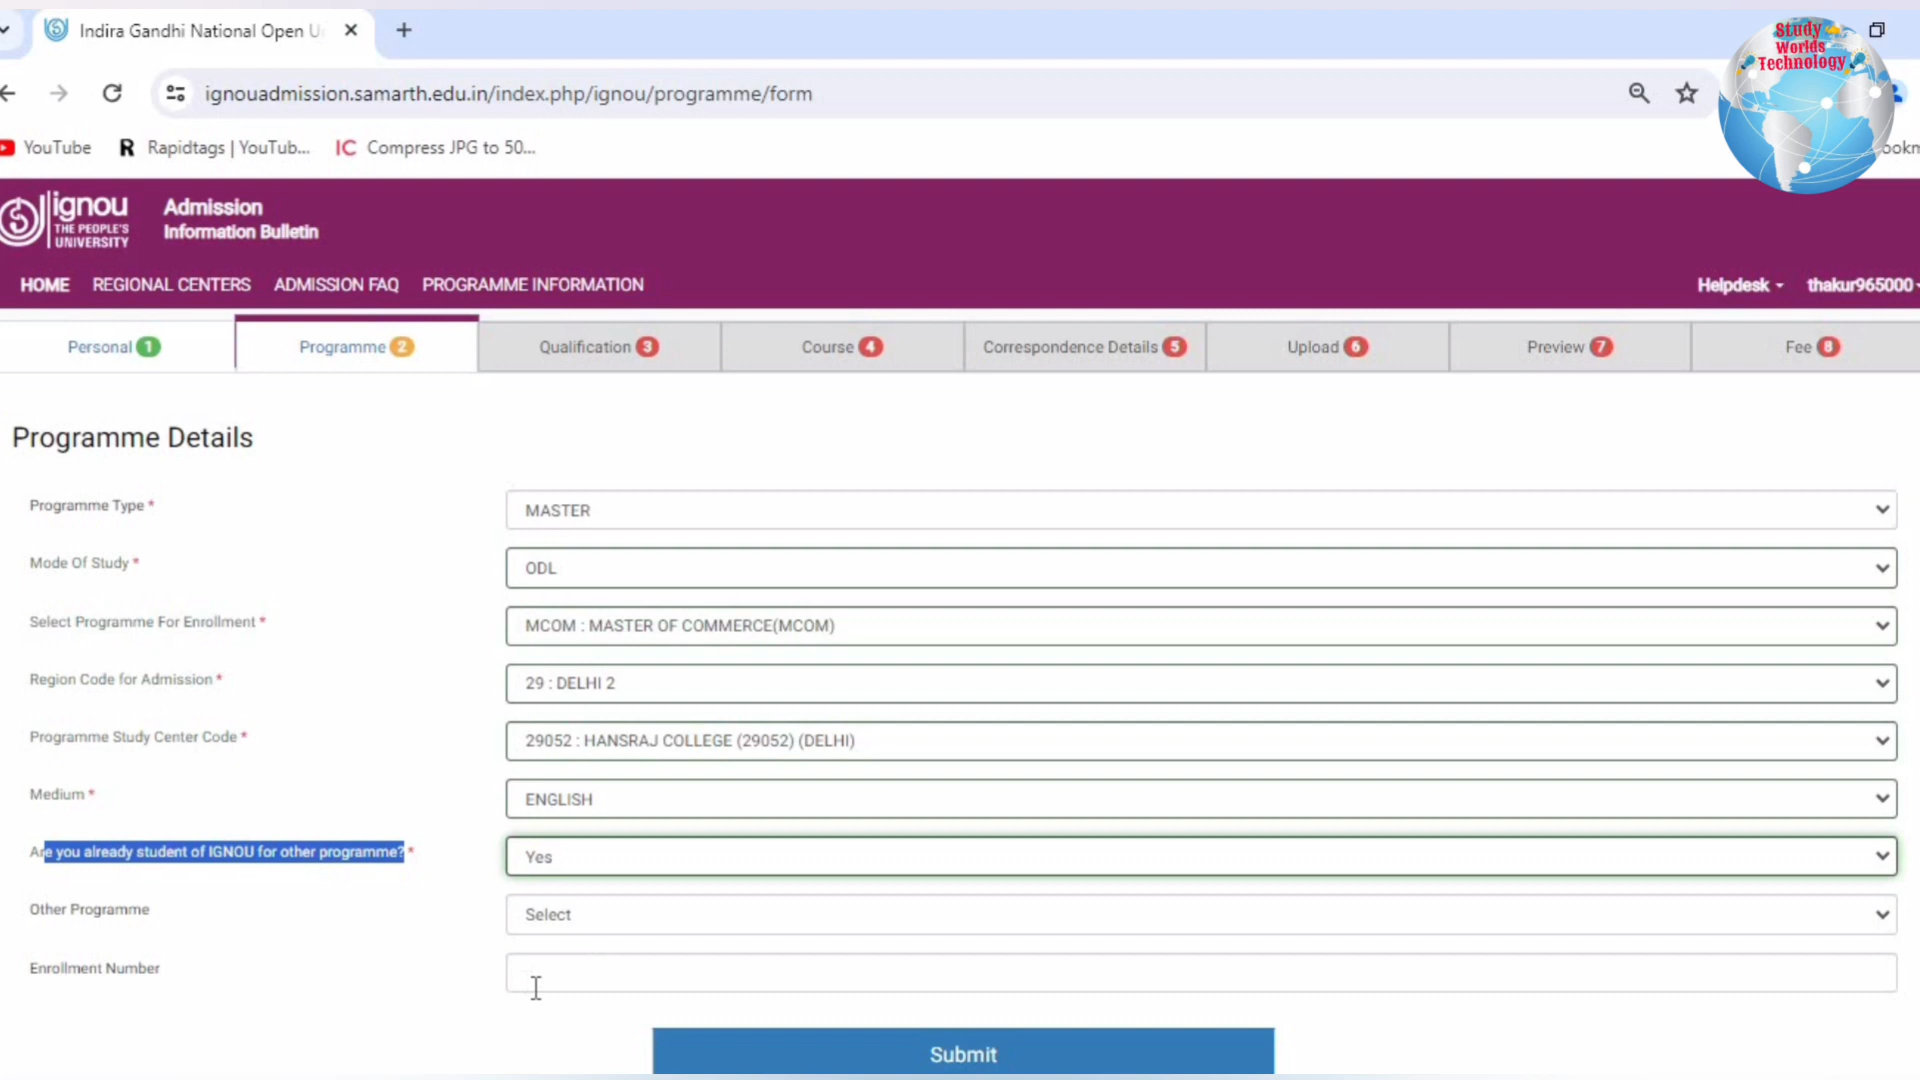 Indira Gandhi National Open U
Study
Worlds
Technology
ignouadmission.samarth.edu.in/index.php/ignou/programme/form
YouTube
R Rapidtags | YouTub...
IC Compress JPG to 50...
ookm
ignou
THE PEOPLE'S
UNIVERSITY
Admission
Information Bulletin
HOME REGIONAL CENTERS ADMISSION FAQ PROGRAMME INFORMATION Helpdesk thakur965000
Personal 1 Programme 2 Qualification 3 Course 4 Correspondence Details 5 Upload 6 Preview 7 Fee 8
Programme Details
Programme Type * MASTER
Mode Of Study * ODL
Select Programme For Enrollment * MCOM : MASTER OF COMMERCE(MCOM)
Region Code for Admission * 29 : DELHI 2
Programme Study Center Code * 29052 : HANSRAJ COLLEGE (29052) (DELHI)
Medium * ENGLISH
Are you already student of IGNOU for other programme? * Yes
Other Programme Select
Enrollment Number
Submit